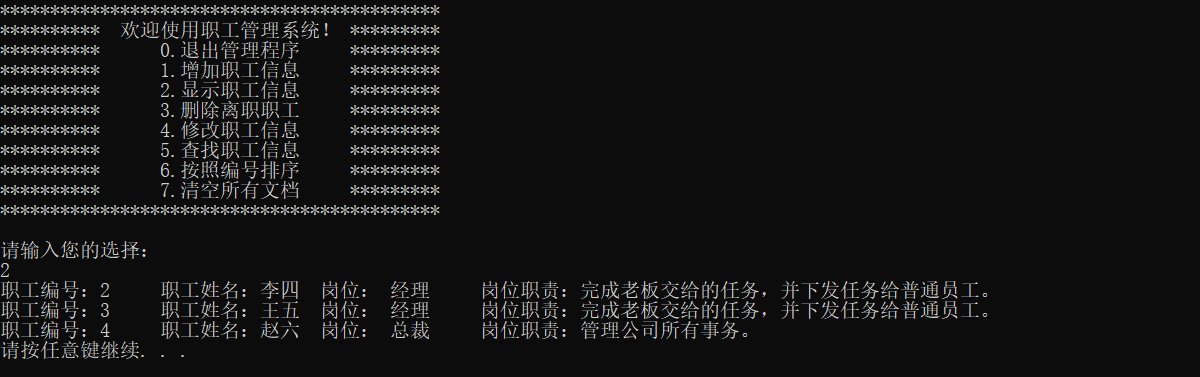 ********************************************
********** 欢迎使用职工管理系统! *********
********** 0.退出管理程序 *********
********** 1.增加职工信息 *********
********** 2.显示职工信息 *********
********** 3.删除离职职工 *********
********** 4.修改职工信息 *********
********** 5.查找职工信息 *********
********** 6.按照编号排序 *********
********** 7.清空所有文档 *********
********************************************
请输入您的选择:
2
职工编号:2 职工姓名:李四 岗位: 经理 岗位职责:完成老板交给的任务,并下发任务给普通员工。
职工编号:3 职工姓名:王五 岗位: 经理 岗位职责:完成老板交给的任务,并下发任务给普通员工。
职工编号:4 职工姓名:赵六 岗位: 总裁 岗位职责:管理公司所有事务。
请按任意键继续. . .